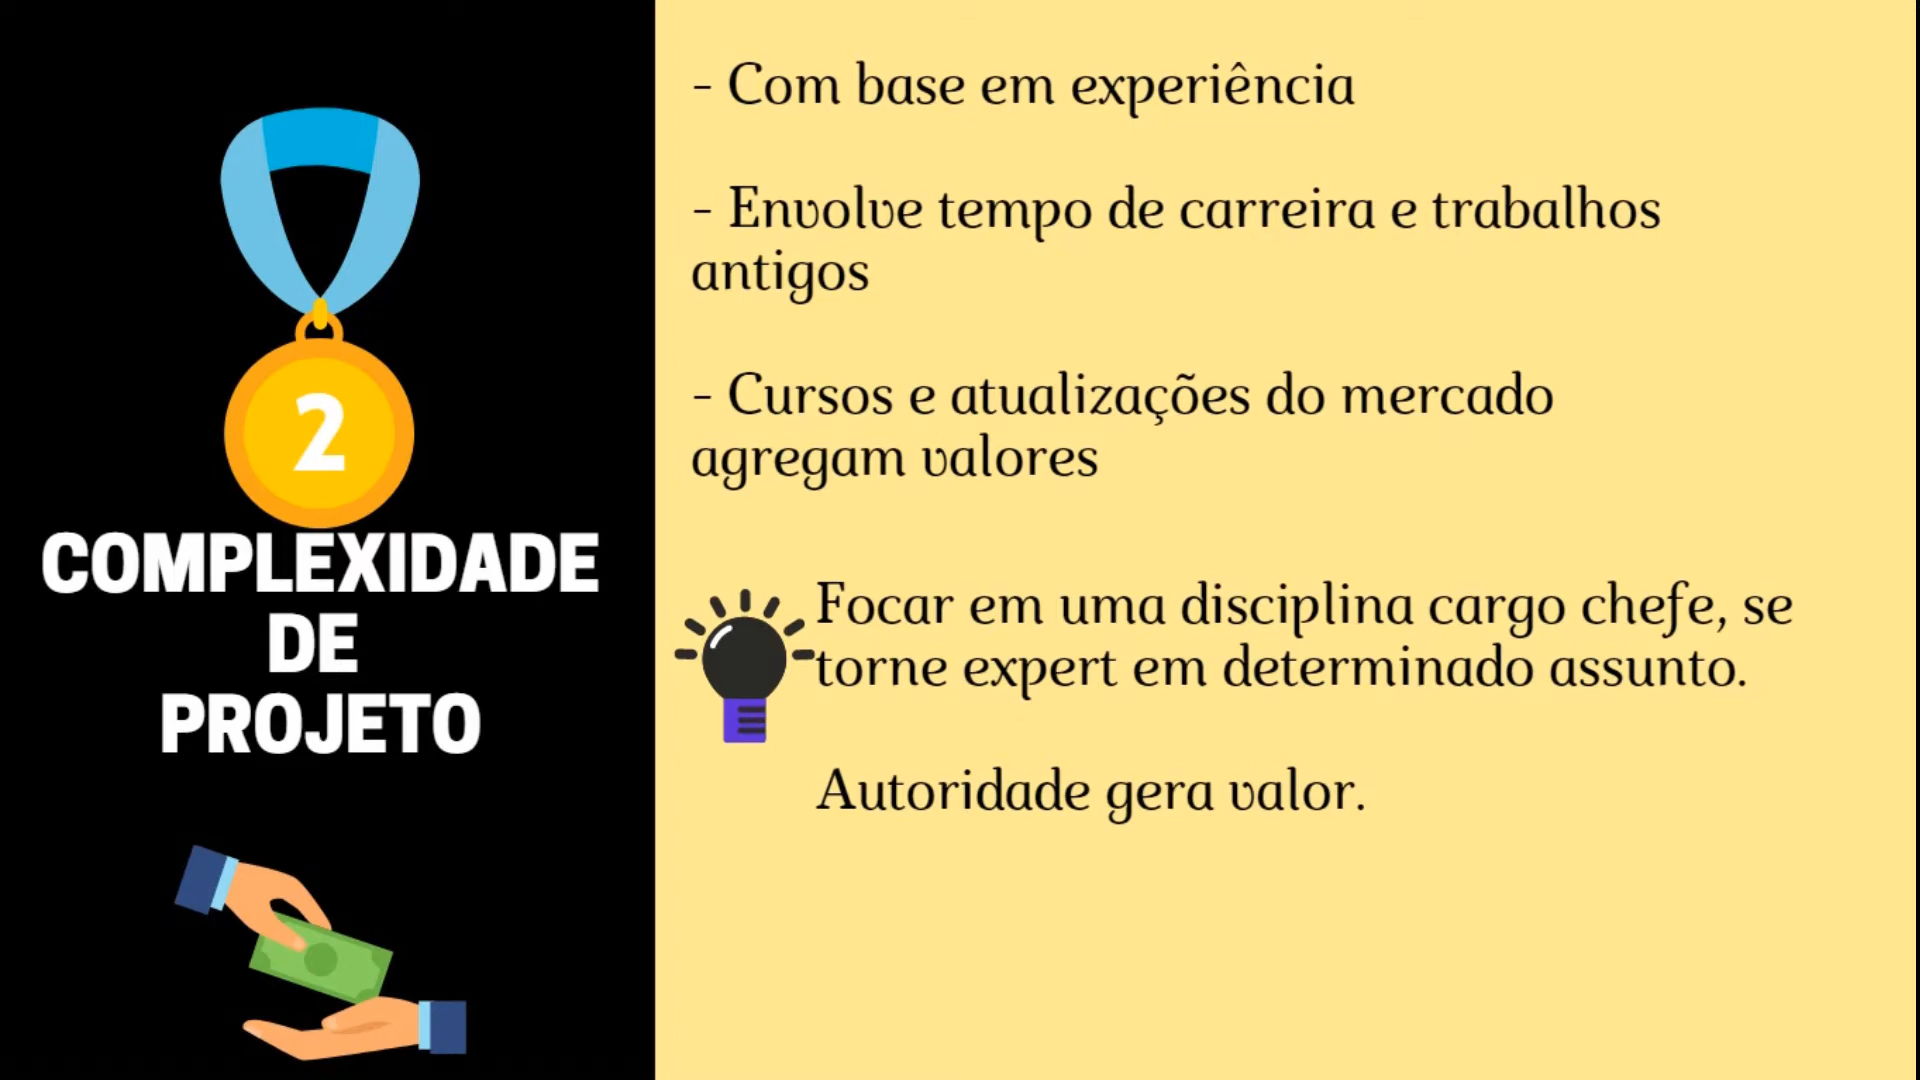 2
COMPLEXIDADE
DE
PROJETO
- Com base em experiência
- Envolve tempo de carreira e trabalhos
antigos
- Cursos e atualizações do mercado
agregam valores
Focar em uma disciplina cargo chefe, se
torne expert em determinado assunto.
Autoridade gera valor.